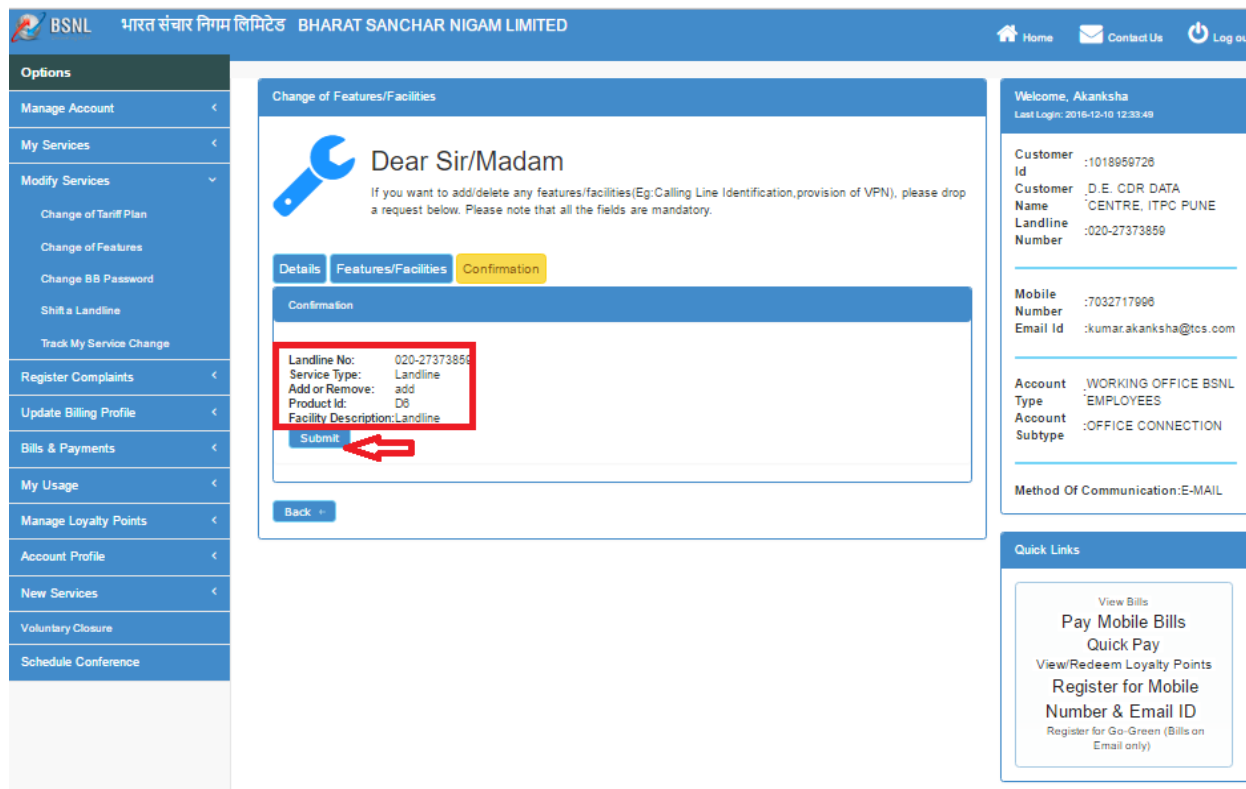 BSNL भारत संचार निगम लिमिटेड BHARAT SANCHAR NIGAM LIMITED
Home Contact Us Log ou
Options
Manage Account
My Services
Modify Services
Change of Tariff Plan
Change of Features
Change BB Password
Shift a Landline
Track My Service Change
Register Complaints
Update Billing Profile
Bills & Payments
My Usage
Manage Loyalty Points
Account Profile
New Services
Voluntary Closure
Schedule Conference
Change of Features/Facilities
Dear Sir/Madam
If you want to add/delete any features/facilities(Eg:Calling Line Identification,provision of VPN), please drop
a request below. Please note that all the fields are mandatory.
Details Features/Facilities Confirmation
Confirmation
Landline No: 020-27373859
Service Type: Landline
Add or Remove: add
Product Id: D6
Facility Description:Landline
Submit
Back
Welcome, Akanksha
Last Login: 2016-12-10 12:33:49
Customer Id :1018959726
Customer Name :D.E. CDR DATA
CENTRE, ITPC PUNE
Landline Number :020-27373859
Mobile Number :7032717996
Email Id :kumar.akanksha@tcs.com
Account Type :WORKING OFFICE BSNL
EMPLOYEES
Account Subtype :OFFICE CONNECTION
Method Of Communication:E-MAIL
Quick Links
View Bills
Pay Mobile Bills
Quick Pay
View/Redeem Loyalty Points
Register for Mobile
Number & Email ID
Register for Go-Green (Bills on
Email only)